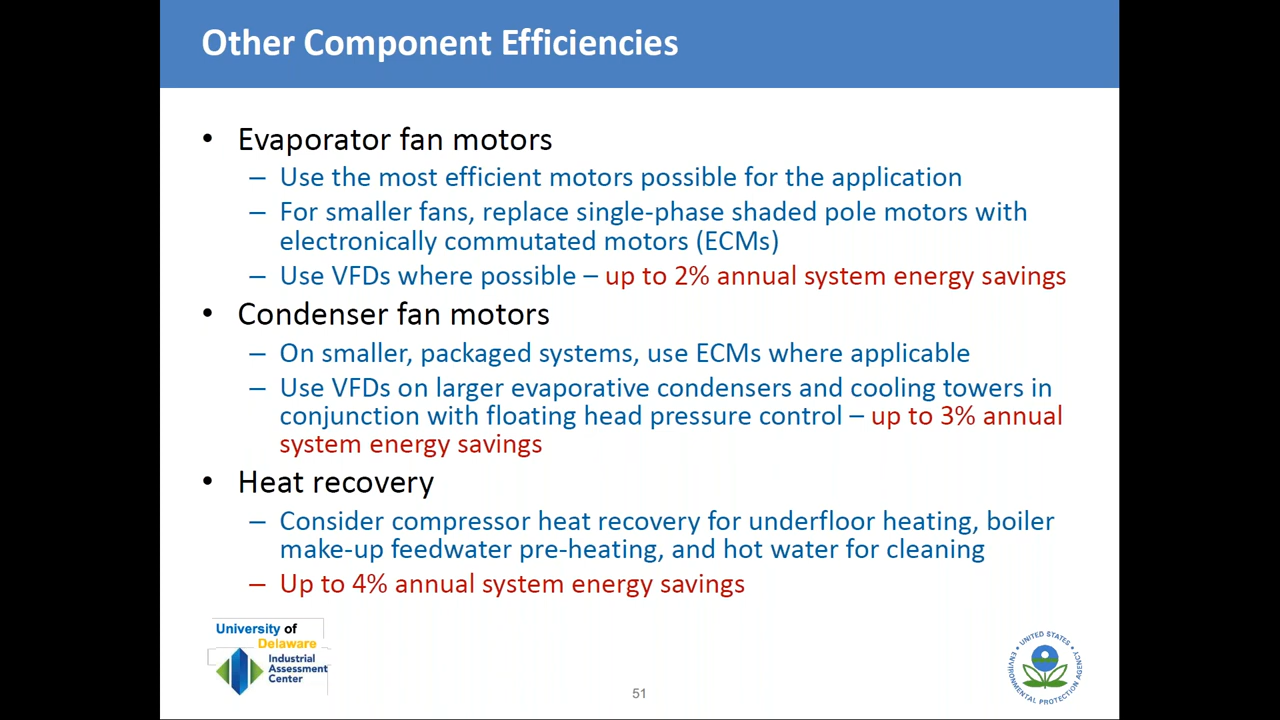 Other Component Efficiencies
• Evaporator fan motors
– Use the most efficient motors possible for the application
– For smaller fans, replace single-phase shaded pole motors with
electronically commutated motors (ECMs)
– Use VFDs where possible – up to 2% annual system energy savings
• Condenser fan motors
– On smaller, packaged systems, use ECMs where applicable
– Use VFDs on larger evaporative condensers and cooling towers in
conjunction with floating head pressure control – up to 3% annual
system energy savings
• Heat recovery
– Consider compressor heat recovery for underfloor heating, boiler
make-up feedwater pre-heating, and hot water for cleaning
– Up to 4% annual system energy savings
University of
Delaware
Industrial
Assessment
Center
51
UNITED STATES
ENVIRONMENTAL PROTECTION AGENCY